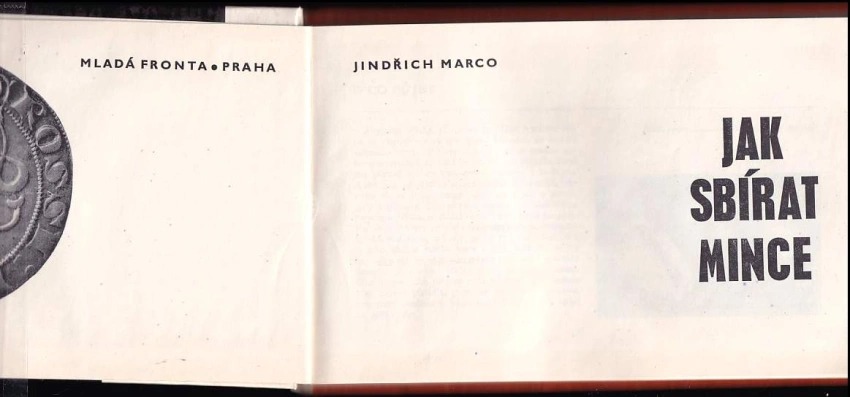 MLADÁ FRONTA • PRAHA
JINDŘICH MARCO
JAK
SBÍRAT
MINCE